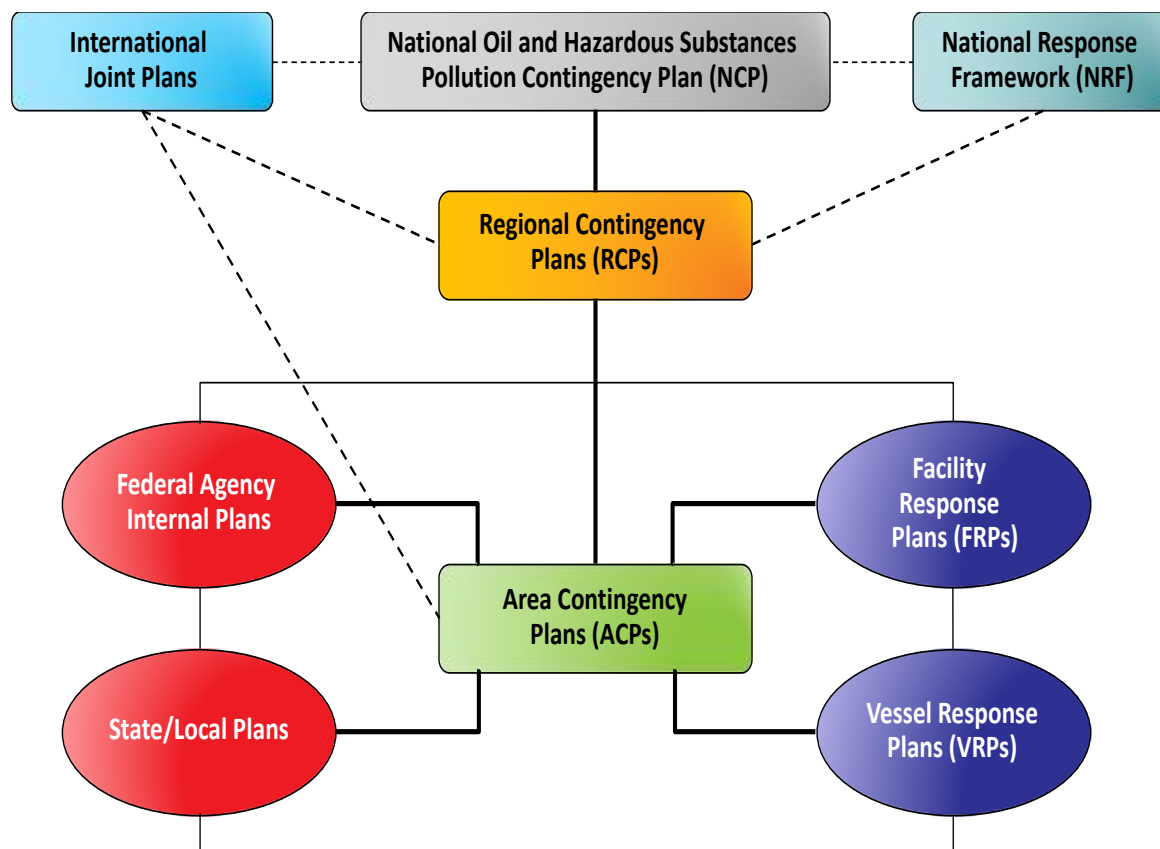 International
Joint Plans
National Oil and Hazardous Substances
Pollution Contingency Plan (NCP)
National Response
Framework (NRF)
Regional Contingency
Plans (RCPs)
Federal Agency
Internal Plans
Facility
Response
Plans (FRPs)
Area Contingency
Plans (ACPs)
State/Local Plans
Vessel Response
Plans (VRPs)